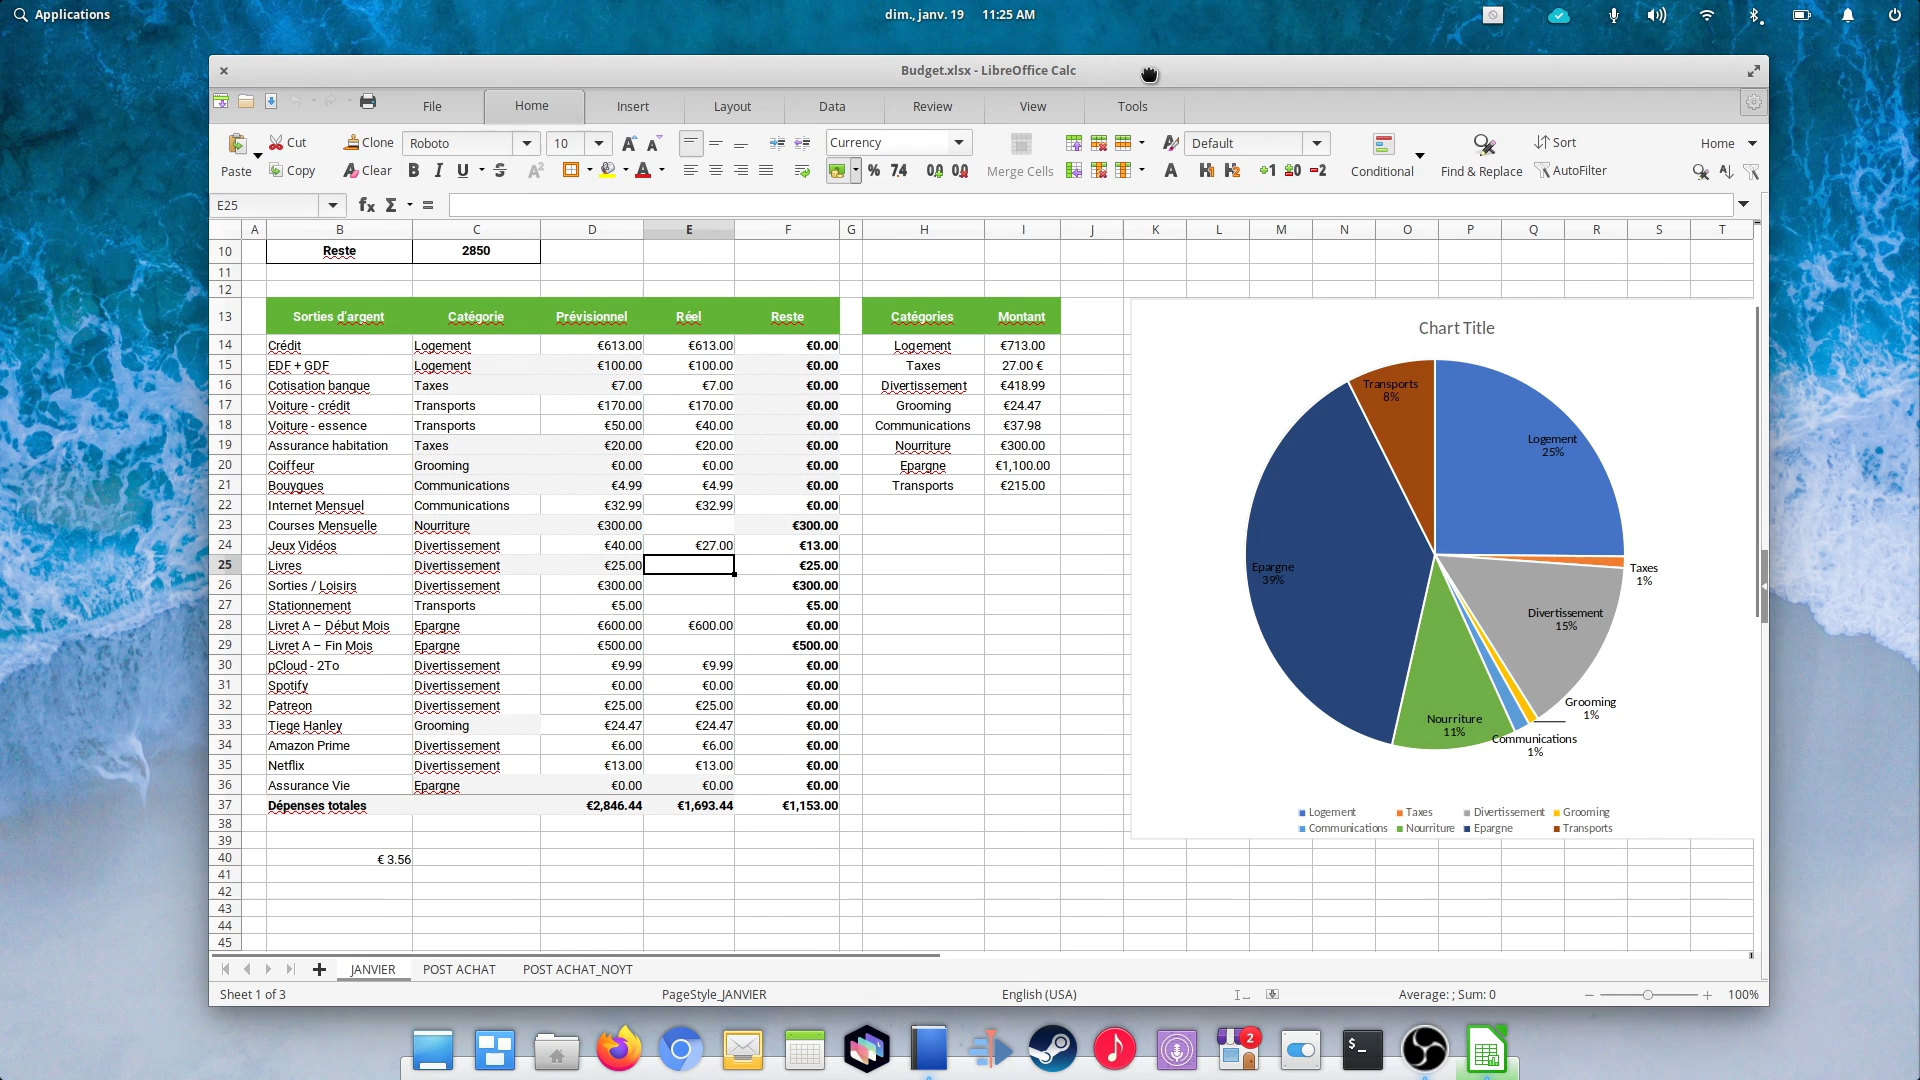 Applications
dim., janv. 19 11:25 AM
Budget.xlsx - LibreOffice Calc
File Home Insert Layout Data Review View Tools
Cut Clone Roboto 10 Currency Default Sort Home
Paste Copy Clear B I U S A A % 7.4 Merge Cells A H1 H2 +1 ±0 −2 Conditional Find & Replace AutoFilter
E25 fx Σ =
A B C D E F G H I J K L M N O P Q R S T
10 Reste 2850
11
12
13 Sorties d'argent Catégorie Prévisionnel Réel Reste Catégories Montant
14 Crédit Logement €613.00 €613.00 €0.00 Logement €713.00
15 EDF + GDF Logement €100.00 €100.00 €0.00 Taxes 27.00 €
16 Cotisation banque Taxes €7.00 €7.00 €0.00 Divertissement €418.99
17 Voiture - crédit Transports €170.00 €170.00 €0.00 Grooming €24.47
18 Voiture - essence Transports €50.00 €40.00 €0.00 Communications €37.98
19 Assurance habitation Taxes €20.00 €20.00 €0.00 Nourriture €300.00
20 Coiffeur Grooming €0.00 €0.00 €0.00 Epargne €1,100.00
21 Bouygues Communications €4.99 €4.99 €0.00 Transports €215.00
22 Internet Mensuel Communications €32.99 €32.99 €0.00
23 Courses Mensuelle Nourriture €300.00 €300.00
24 Jeux Vidéos Divertissement €40.00 €27.00 €13.00
25 Livres Divertissement €25.00 €25.00
26 Sorties / Loisirs Divertissement €300.00 €300.00
27 Stationnement Transports €5.00 €5.00
28 Livret A – Début Mois Epargne €600.00 €600.00 €0.00
29 Livret A – Fin Mois Epargne €500.00 €500.00
30 pCloud - 2To Divertissement €9.99 €9.99 €0.00
31 Spotify Divertissement €0.00 €0.00 €0.00
32 Patreon Divertissement €25.00 €25.00 €0.00
33 Tiege Hanley Grooming €24.47 €24.47 €0.00
34 Amazon Prime Divertissement €6.00 €6.00 €0.00
35 Netflix Divertissement €13.00 €13.00 €0.00
36 Assurance Vie Epargne €0.00 €0.00 €0.00
37 Dépenses totales €2,846.44 €1,693.44 €1,153.00
38
39
40 € 3.56
41
42
43
44
45
Chart Title
Transports
8%
Logement
25%
Epargne
39%
Taxes
1%
Divertissement
15%
Grooming
1%
Nourriture
11%
Communications
1%
Logement Taxes Divertissement Grooming
Communications Nourriture Epargne Transports
JANVIER POST ACHAT POST ACHAT_NOYT
Sheet 1 of 3 PageStyle_JANVIER English (USA) Average: ; Sum: 0 100%
2
$ _